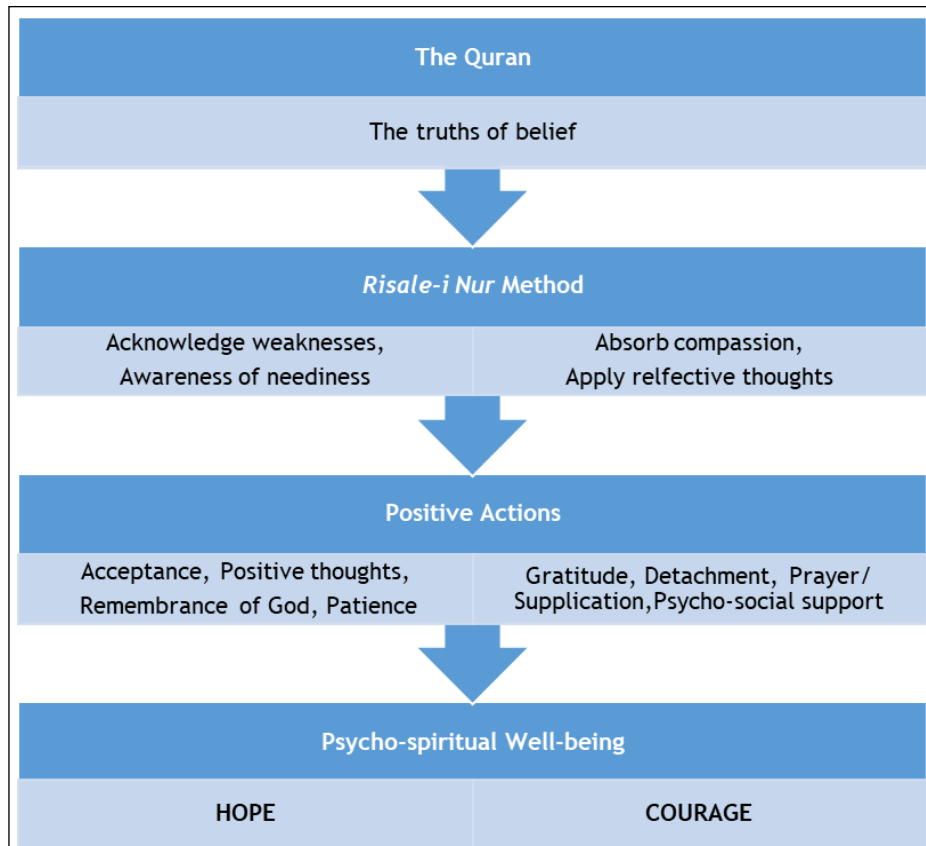 The Quran
The truths of belief
Risale-i Nur Method
Acknowledge weaknesses,
Awareness of neediness
Absorb compassion,
Apply relfective thoughts
Positive Actions
Acceptance, Positive thoughts,
Remembrance of God, Patience
Gratitude, Detachment, Prayer/
Supplication,Psycho-social support
Psycho-spiritual Well-being
HOPE
COURAGE